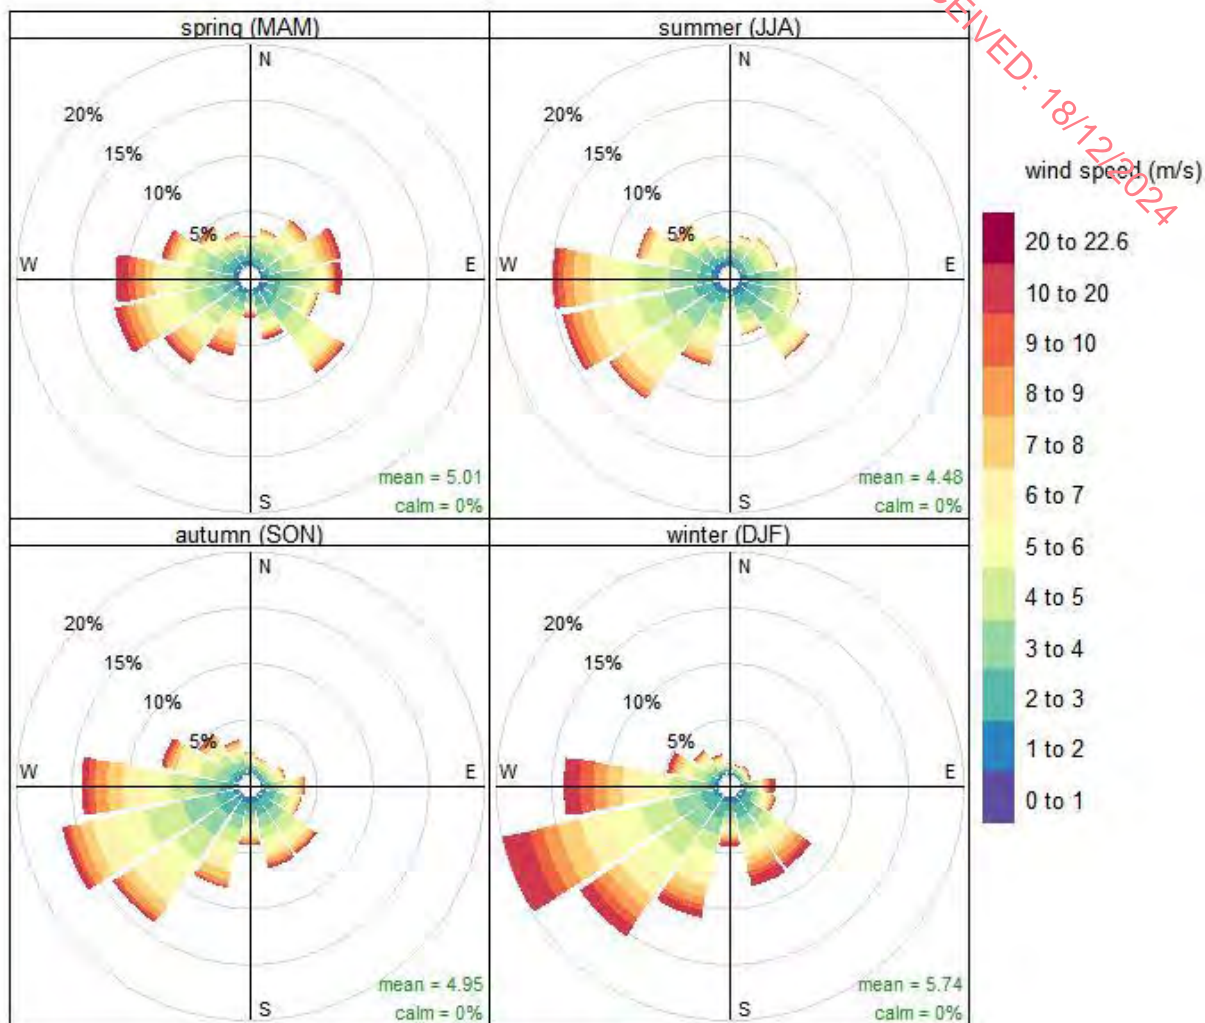 spring (MAM)
N
20%
15%
10%
5%
W
E
S
mean = 5.01
calm = 0%
summer (JJA)
N
20%
15%
10%
5%
W
E
S
mean = 4.48
calm = 0%
autumn (SON)
N
20%
15%
10%
5%
W
E
S
mean = 4.95
calm = 0%
winter (DJF)
N
20%
15%
10%
5%
W
E
S
mean = 5.74
calm = 0%
EIVED: 18/12/2024
wind speed (m/s)
20 to 22.6
10 to 20
9 to 10
8 to 9
7 to 8
6 to 7
5 to 6
4 to 5
3 to 4
2 to 3
1 to 2
0 to 1